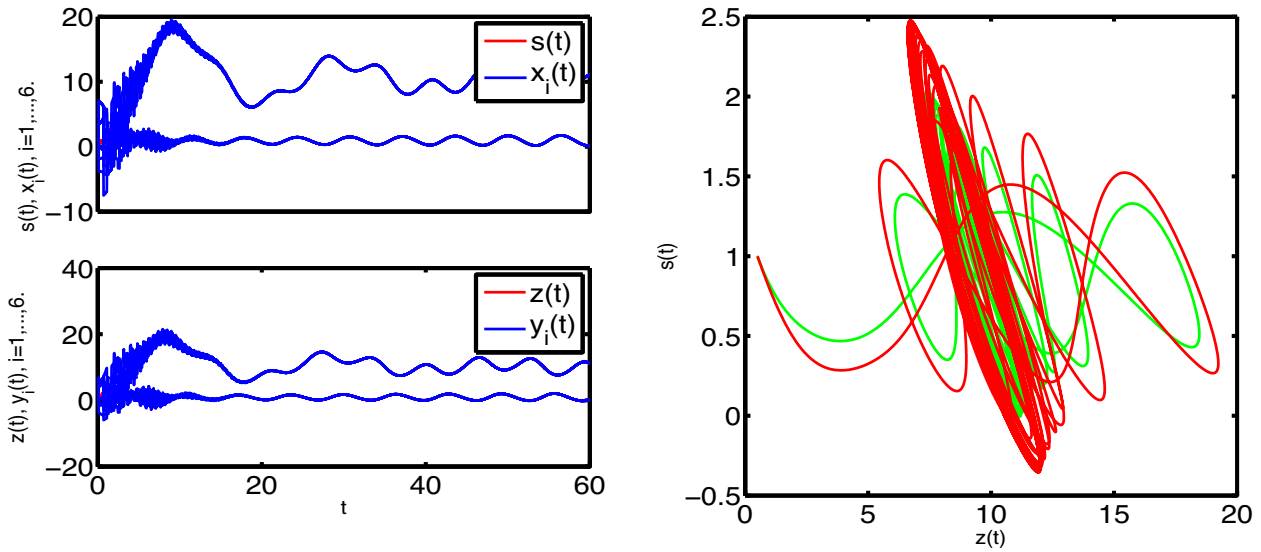 s(t), x_i(t), i=1,...,6.
20
10
0
−10
s(t)
x_i(t)
z(t), y_i(t), i=1,...,6.
40
20
0
−20
z(t)
y_i(t)
0 20 40 60
t
s(t)
2.5
2
1.5
1
0.5
0
−0.5
0 5 10 15 20
z(t)